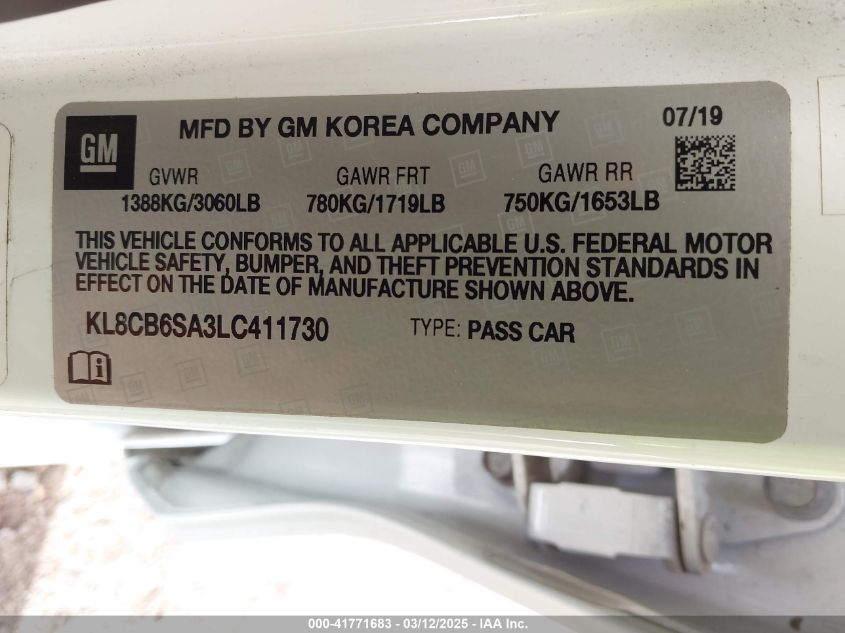 GM
MFD BY GM KOREA COMPANY
07/19
GVWR
GAWR FRT
GAWR RR
1388KG/3060LB
780KG/1719LB
750KG/1653LB
THIS VEHICLE CONFORMS TO ALL APPLICABLE U.S. FEDERAL MOTOR
VEHICLE SAFETY, BUMPER, AND THEFT PREVENTION STANDARDS IN
EFFECT ON THE DATE OF MANUFACTURE SHOWN ABOVE.
KL8CB6SA3LC411730
TYPE: PASS CAR
000-41771683 - 03/12/2025 - IAA Inc.